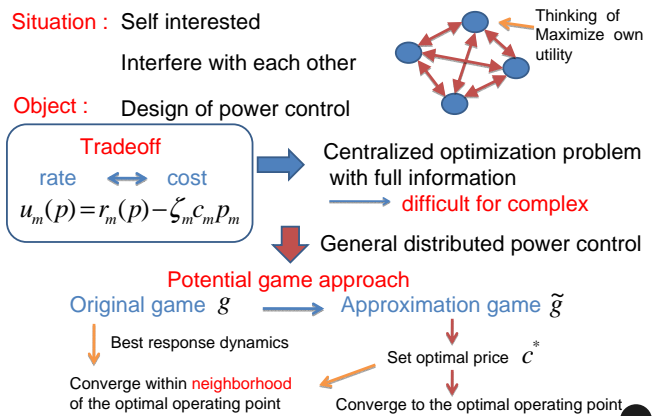 Situation : Self interested
Thinking of
Maximize own
utility
Interfere with each other
Object : Design of power control
Tradeoff
rate cost
u_m(p)=r_m(p)−ζ_m c_m p_m
Centralized optimization problem
with full information
difficult for complex
General distributed power control
Potential game approach
Original game g
Approximation game g̃
Best response dynamics
Set optimal price c*
Converge within neighborhood
of the optimal operating point
Converge to the optimal operating point